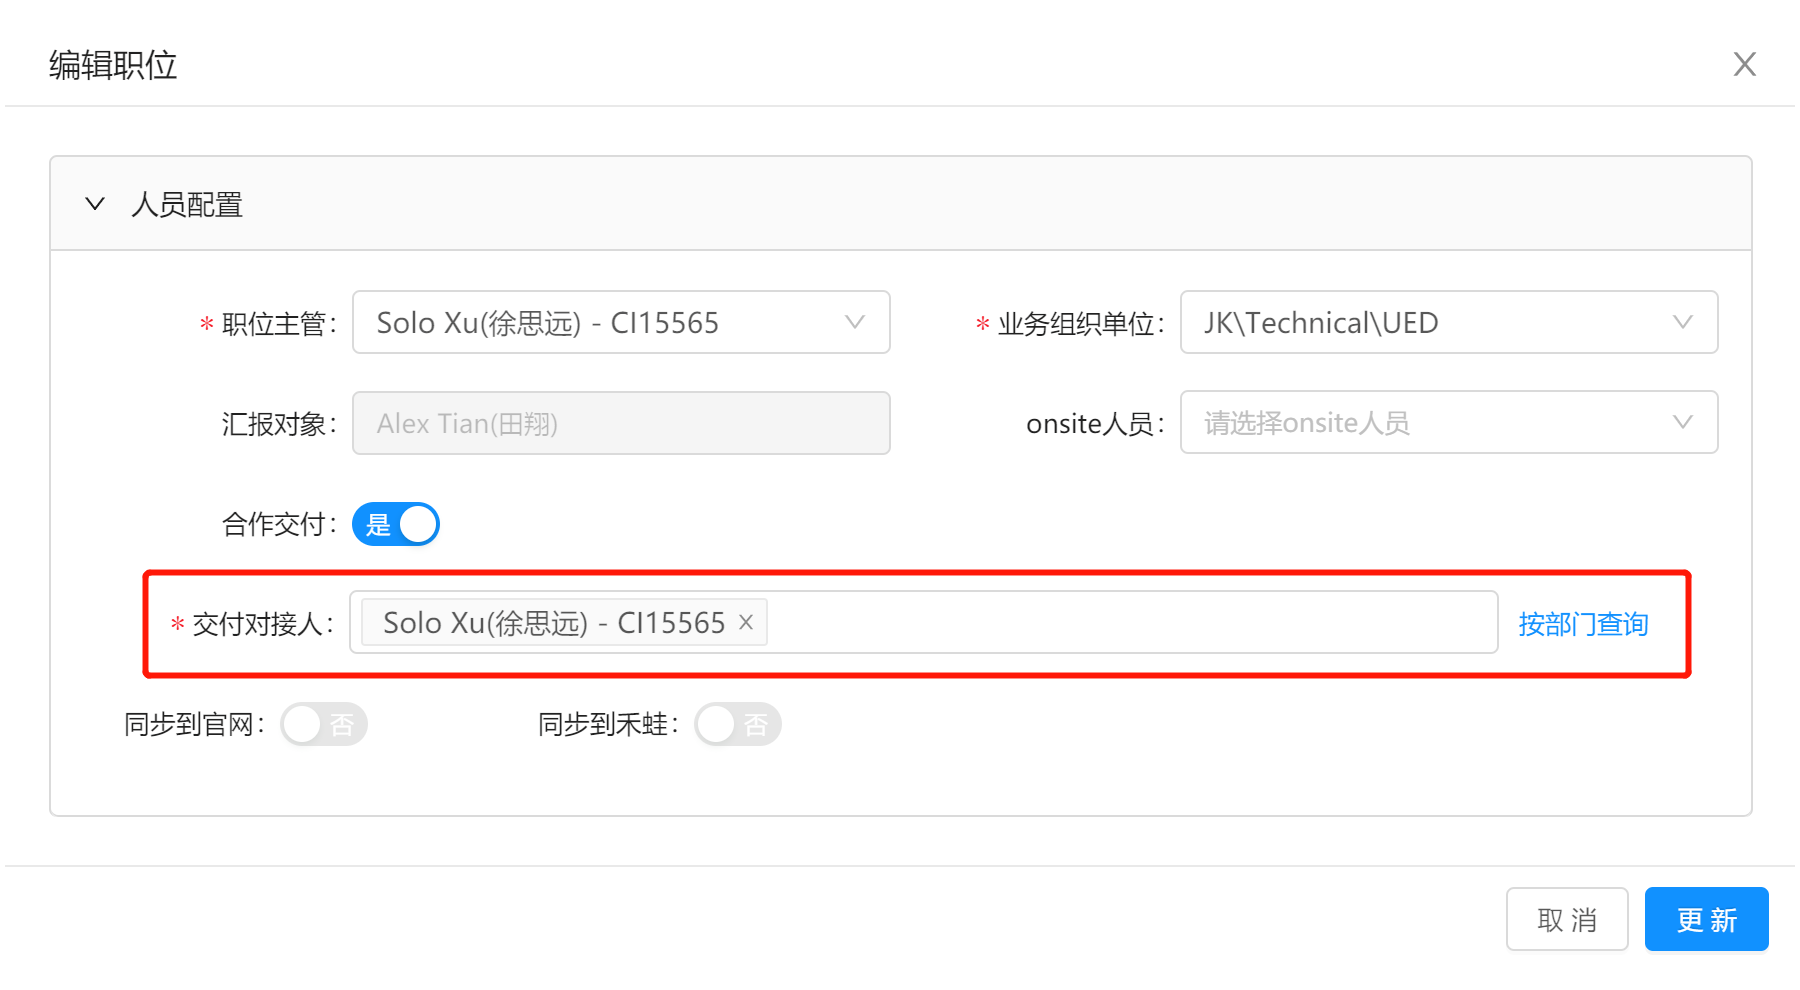 编辑职位
人员配置
* 职位主管: Solo Xu(徐思远) - CI15565 * 业务组织单位: JK\Technical\UED
汇报对象: Alex Tian(田翔) onsite人员: 请选择onsite人员
合作交付: 是
* 交付对接人: Solo Xu(徐思远) - CI15565 × 按部门查询
同步到官网: 否 同步到禾蛙: 否
取 消 更 新